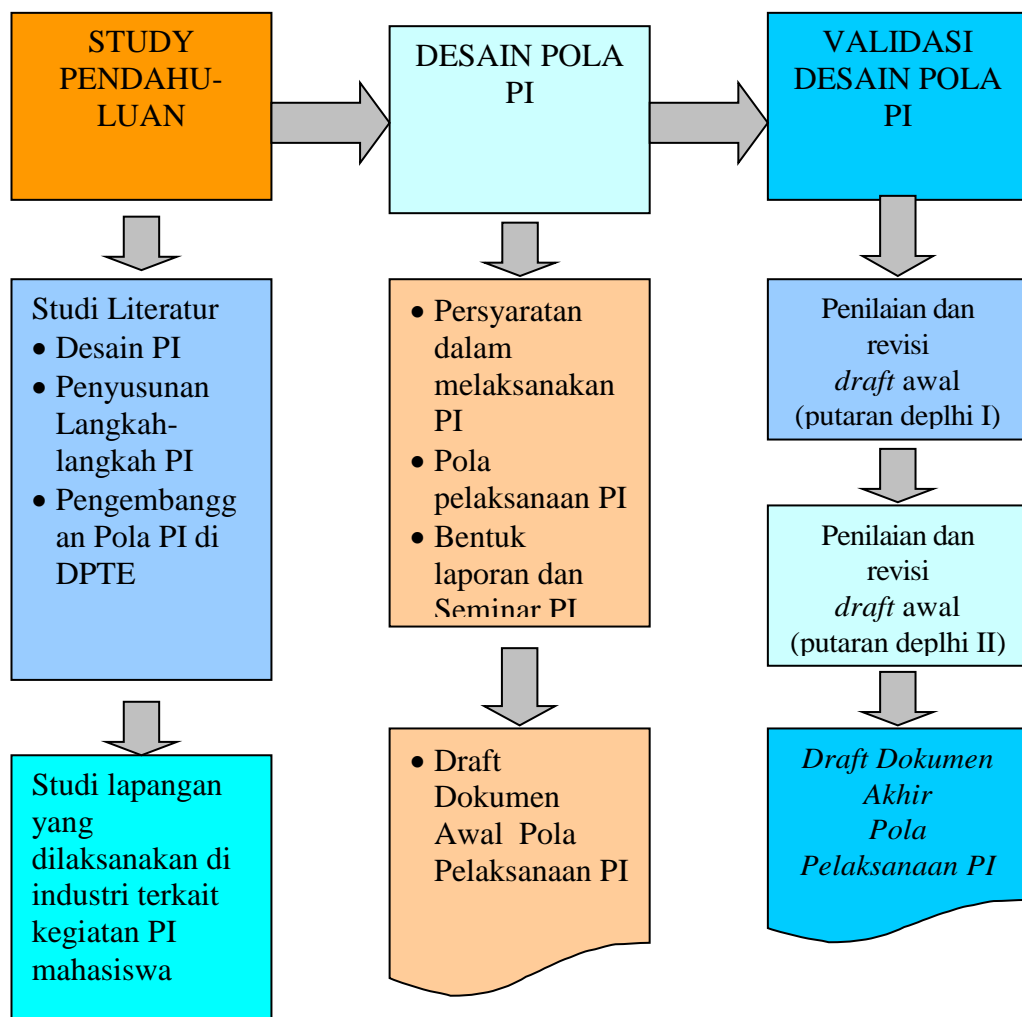 STUDY
PENDAHU-
LUAN
DESAIN POLA
PI
VALIDASI
DESAIN POLA
PI
Studi Literatur
• Desain PI
• Penyusunan
Langkah-
langkah PI
• Pengembangg
an Pola PI di
DPTE
• Persyaratan
dalam
melaksanakan
PI
• Pola
pelaksanaan PI
• Bentuk
laporan dan
Seminar PI
Penilaian dan
revisi
draft awal
(putaran deplhi I)
Penilaian dan
revisi
draft awal
(putaran deplhi II)
Studi lapangan
yang
dilaksanakan di
industri terkait
kegiatan PI
mahasiswa
• Draft
Dokumen
Awal Pola
Pelaksanaan PI
Draft Dokumen
Akhir
Pola
Pelaksanaan PI